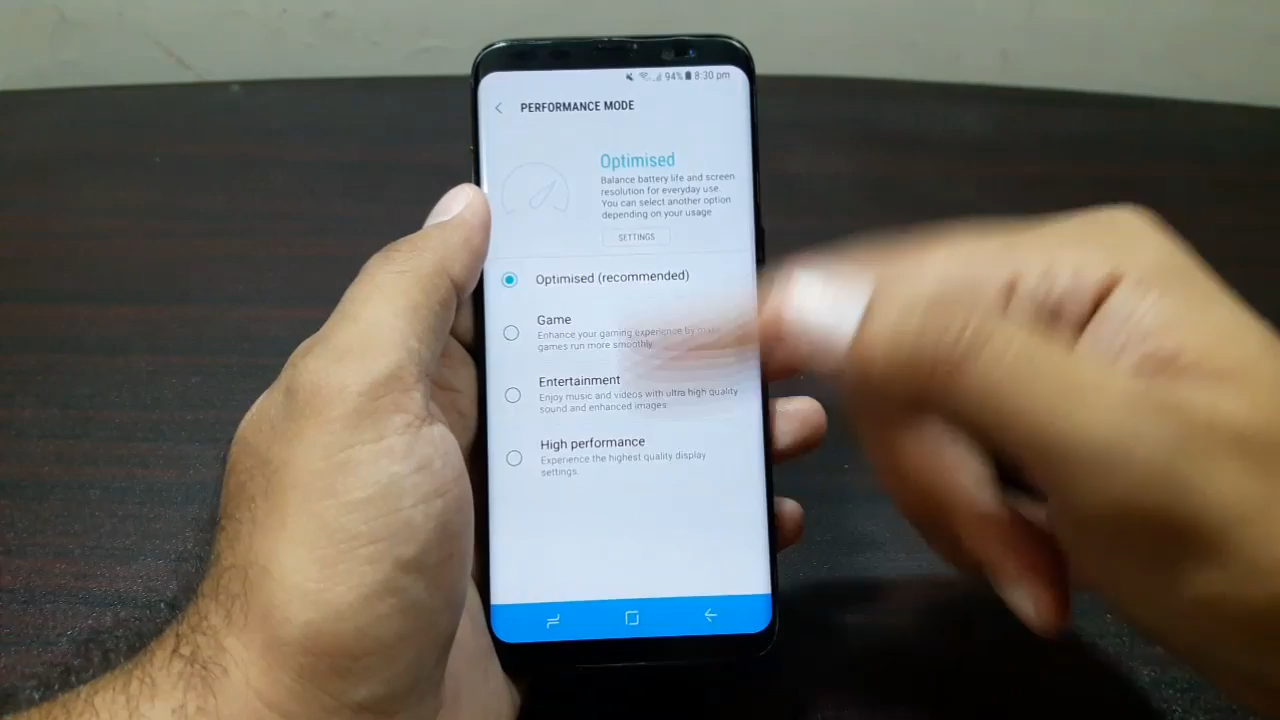 94% 8:30 pm
PERFORMANCE MODE
Optimised
Balance battery life and screen
resolution for everyday use.
You can select another option
depending on your usage
SETTINGS
Optimised (recommended)
Game
Enhance your gaming experience by
games run more smoothly.
Entertainment
Enjoy music and videos with ultra high quality
sound and enhanced images.
High performance
Experience the highest quality display
settings.